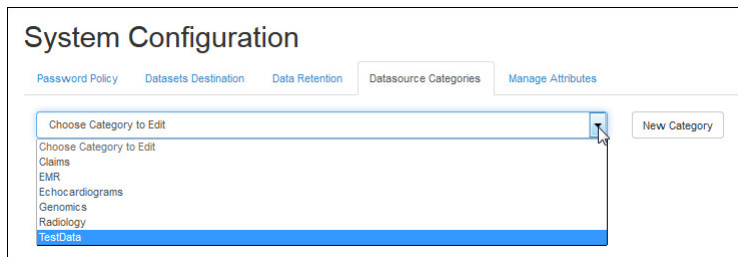 System Configuration
Password Policy Datasets Destination Data Retention Datasource Categories Manage Attributes
Choose Category to Edit New Category
Choose Category to Edit
Claims
EMR
Echocardiograms
Genomics
Radiology
TestData